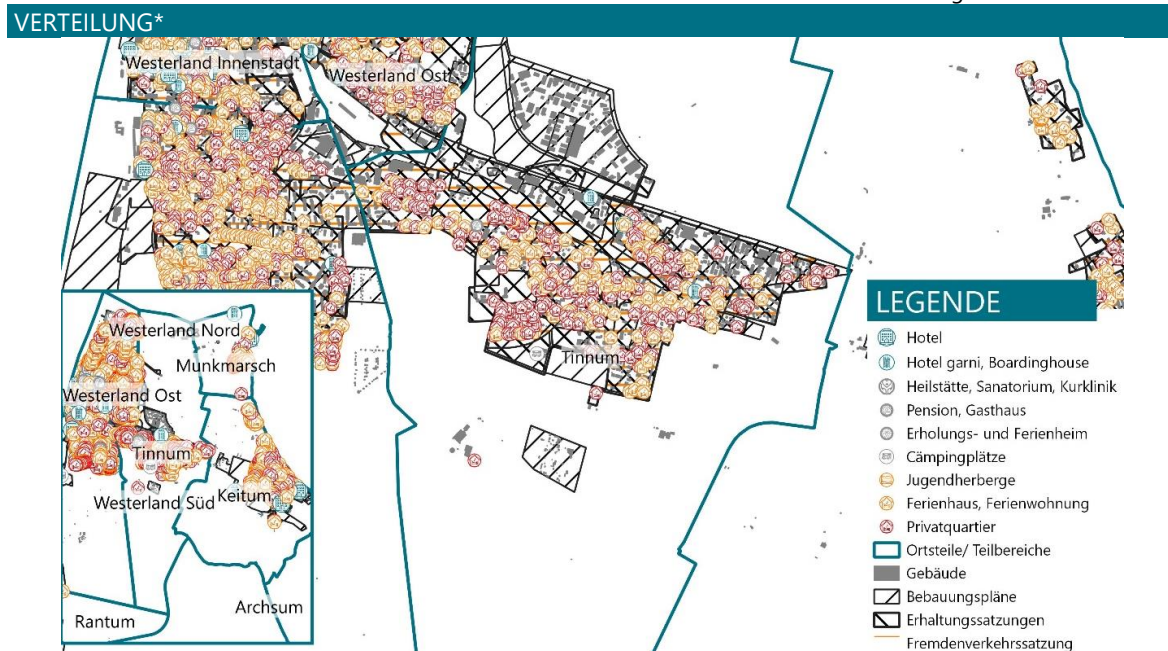 VERTEILUNG*
Westerland Innenstadt
Westerland Ost
Tinnum
Westerland Nord
Munkmarsch
Westerland Ost
Tinnum
Westerland Süd
Keitum
Rantum
Archsum
LEGENDE
Hotel
Hotel garni, Boardinghouse
Heilstätte, Sanatorium, Kurklinik
Pension, Gasthaus
Erholungs- und Ferienheim
Cämpingplätze
Jugendherberge
Ferienhaus, Ferienwohnung
Privatquartier
Ortsteile/ Teilbereiche
Gebäude
Bebauungspläne
Erhaltungssatzungen
Fremdenverkehrssatzung